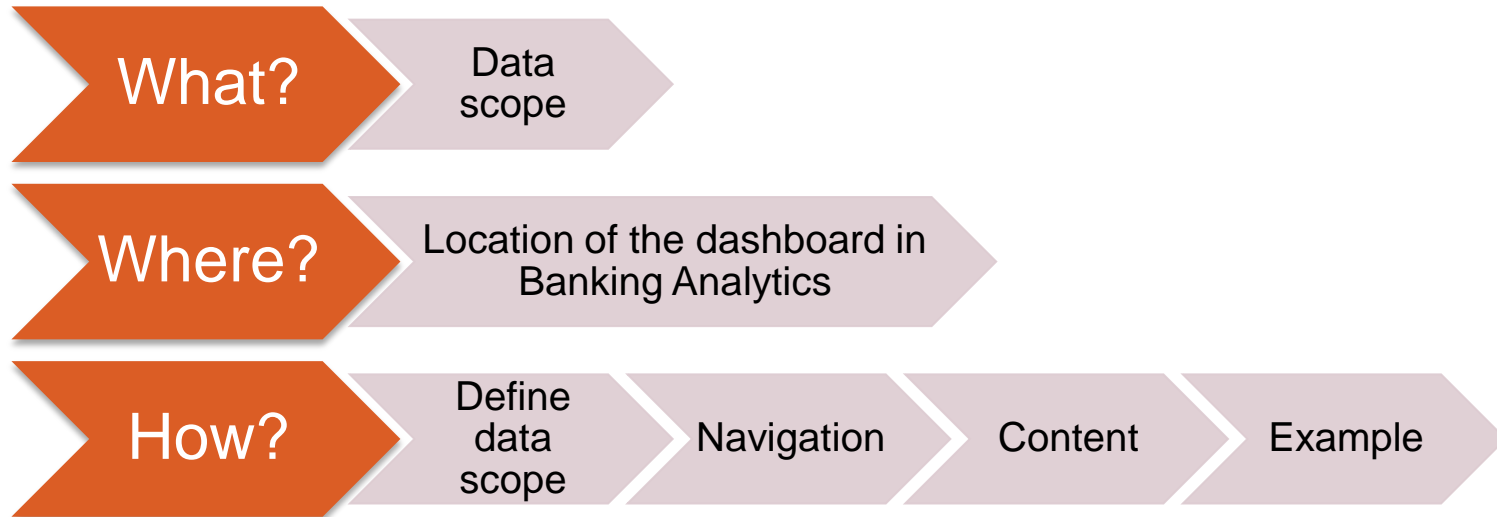 What?
Data
scope
Where?
Location of the dashboard in
Banking Analytics
How?
Define
data
scope
Navigation
Content
Example